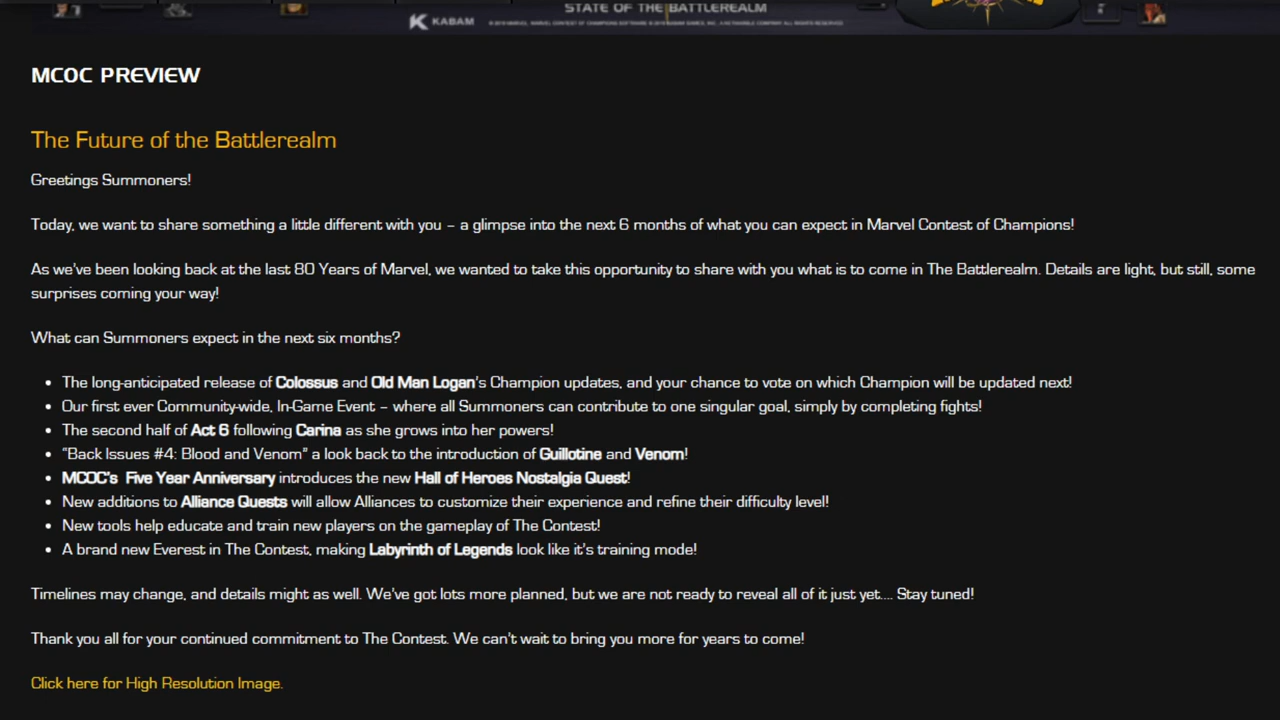 STATE OF THE BATTLEREALM
KABAM
MCOC PREVIEW
The Future of the Battlerealm
Greetings Summoners!
Today, we want to share something a little different with you – a glimpse into the next 6 months of what you can expect in Marvel Contest of Champions!
As we've been looking back at the last 80 Years of Marvel, we wanted to take this opportunity to share with you what is to come in The Battlerealm. Details are light, but still, some
surprises coming your way!
What can Summoners expect in the next six months?
• The long-anticipated release of Colossus and Old Man Logan's Champion updates, and your chance to vote on which Champion will be updated next!
• Our first ever Community-wide, In-Game Event – where all Summoners can contribute to one singular goal, simply by completing fights!
• The second half of Act 6 following Carina as she grows into her powers!
• "Back Issues #4: Blood and Venom" a look back to the introduction of Guillotine and Venom!
• MCOC's Five Year Anniversary introduces the new Hall of Heroes Nostalgia Quest!
• New additions to Alliance Quests will allow Alliances to customize their experience and refine their difficulty level!
• New tools help educate and train new players on the gameplay of The Contest!
• A brand new Everest in The Contest, making Labyrinth of Legends look like it's training mode!
Timelines may change, and details might as well. We've got lots more planned, but we are not ready to reveal all of it just yet.... Stay tuned!
Thank you all for your continued commitment to The Contest. We can't wait to bring you more for years to come!
Click here for High Resolution Image.